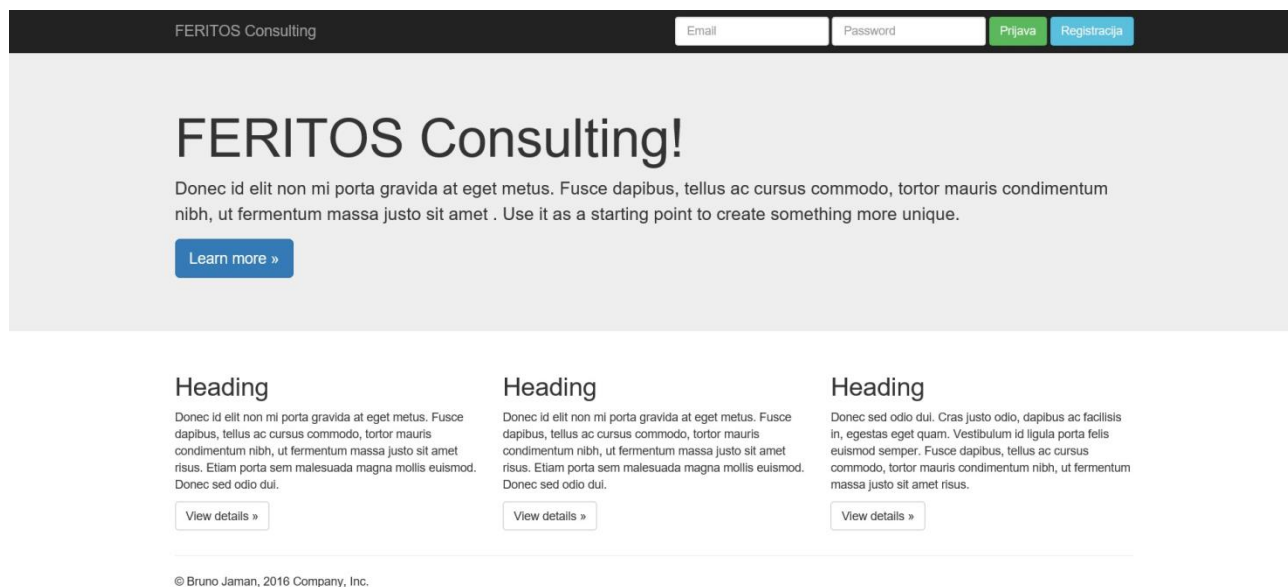 FERITOS Consulting
Email
Password
Prijava
Registracija
FERITOS Consulting!
Donec id elit non mi porta gravida at eget metus. Fusce dapibus, tellus ac cursus commodo, tortor mauris condimentum
nibh, ut fermentum massa justo sit amet . Use it as a starting point to create something more unique.
Learn more »
Heading
Donec id elit non mi porta gravida at eget metus. Fusce
dapibus, tellus ac cursus commodo, tortor mauris
condimentum nibh, ut fermentum massa justo sit amet
risus. Etiam porta sem malesuada magna mollis euismod.
Donec sed odio dui.
View details »
Heading
Donec id elit non mi porta gravida at eget metus. Fusce
dapibus, tellus ac cursus commodo, tortor mauris
condimentum nibh, ut fermentum massa justo sit amet
risus. Etiam porta sem malesuada magna mollis euismod.
Donec sed odio dui.
View details »
Heading
Donec sed odio dui. Cras justo odio, dapibus ac facilisis
in, egestas eget quam. Vestibulum id ligula porta felis
euismod semper. Fusce dapibus, tellus ac cursus
commodo, tortor mauris condimentum nibh, ut fermentum
massa justo sit amet risus.
View details »
© Bruno Jaman, 2016 Company, Inc.